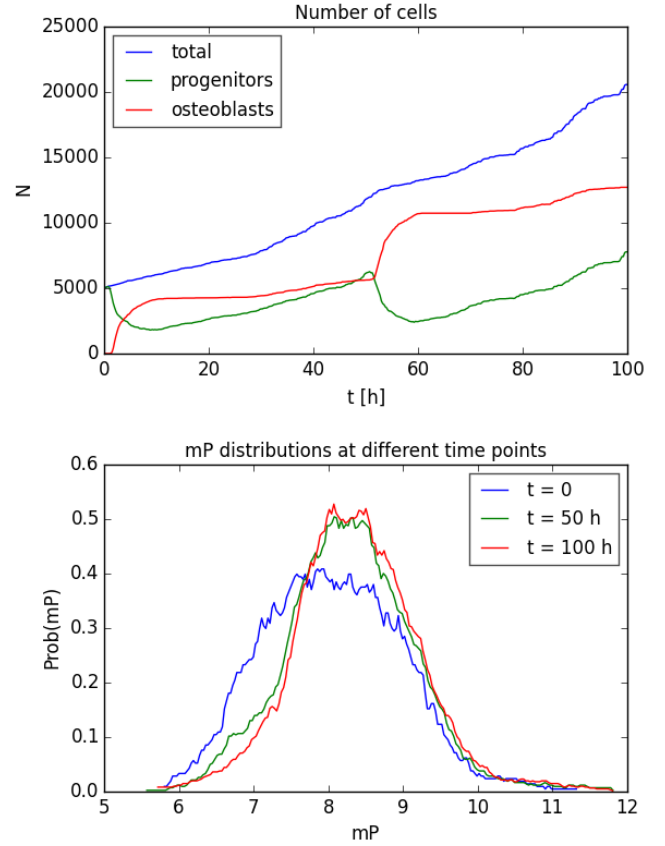 Number of cells
25000
20000
15000
10000
5000
0
N
total
progenitors
osteoblasts
0 20 40 60 80 100
t [h]
mP distributions at different time points
0.6
0.5
0.4
0.3
0.2
0.1
0.0
Prob(mP)
t = 0
t = 50 h
t = 100 h
5 6 7 8 9 10 11 12
mP